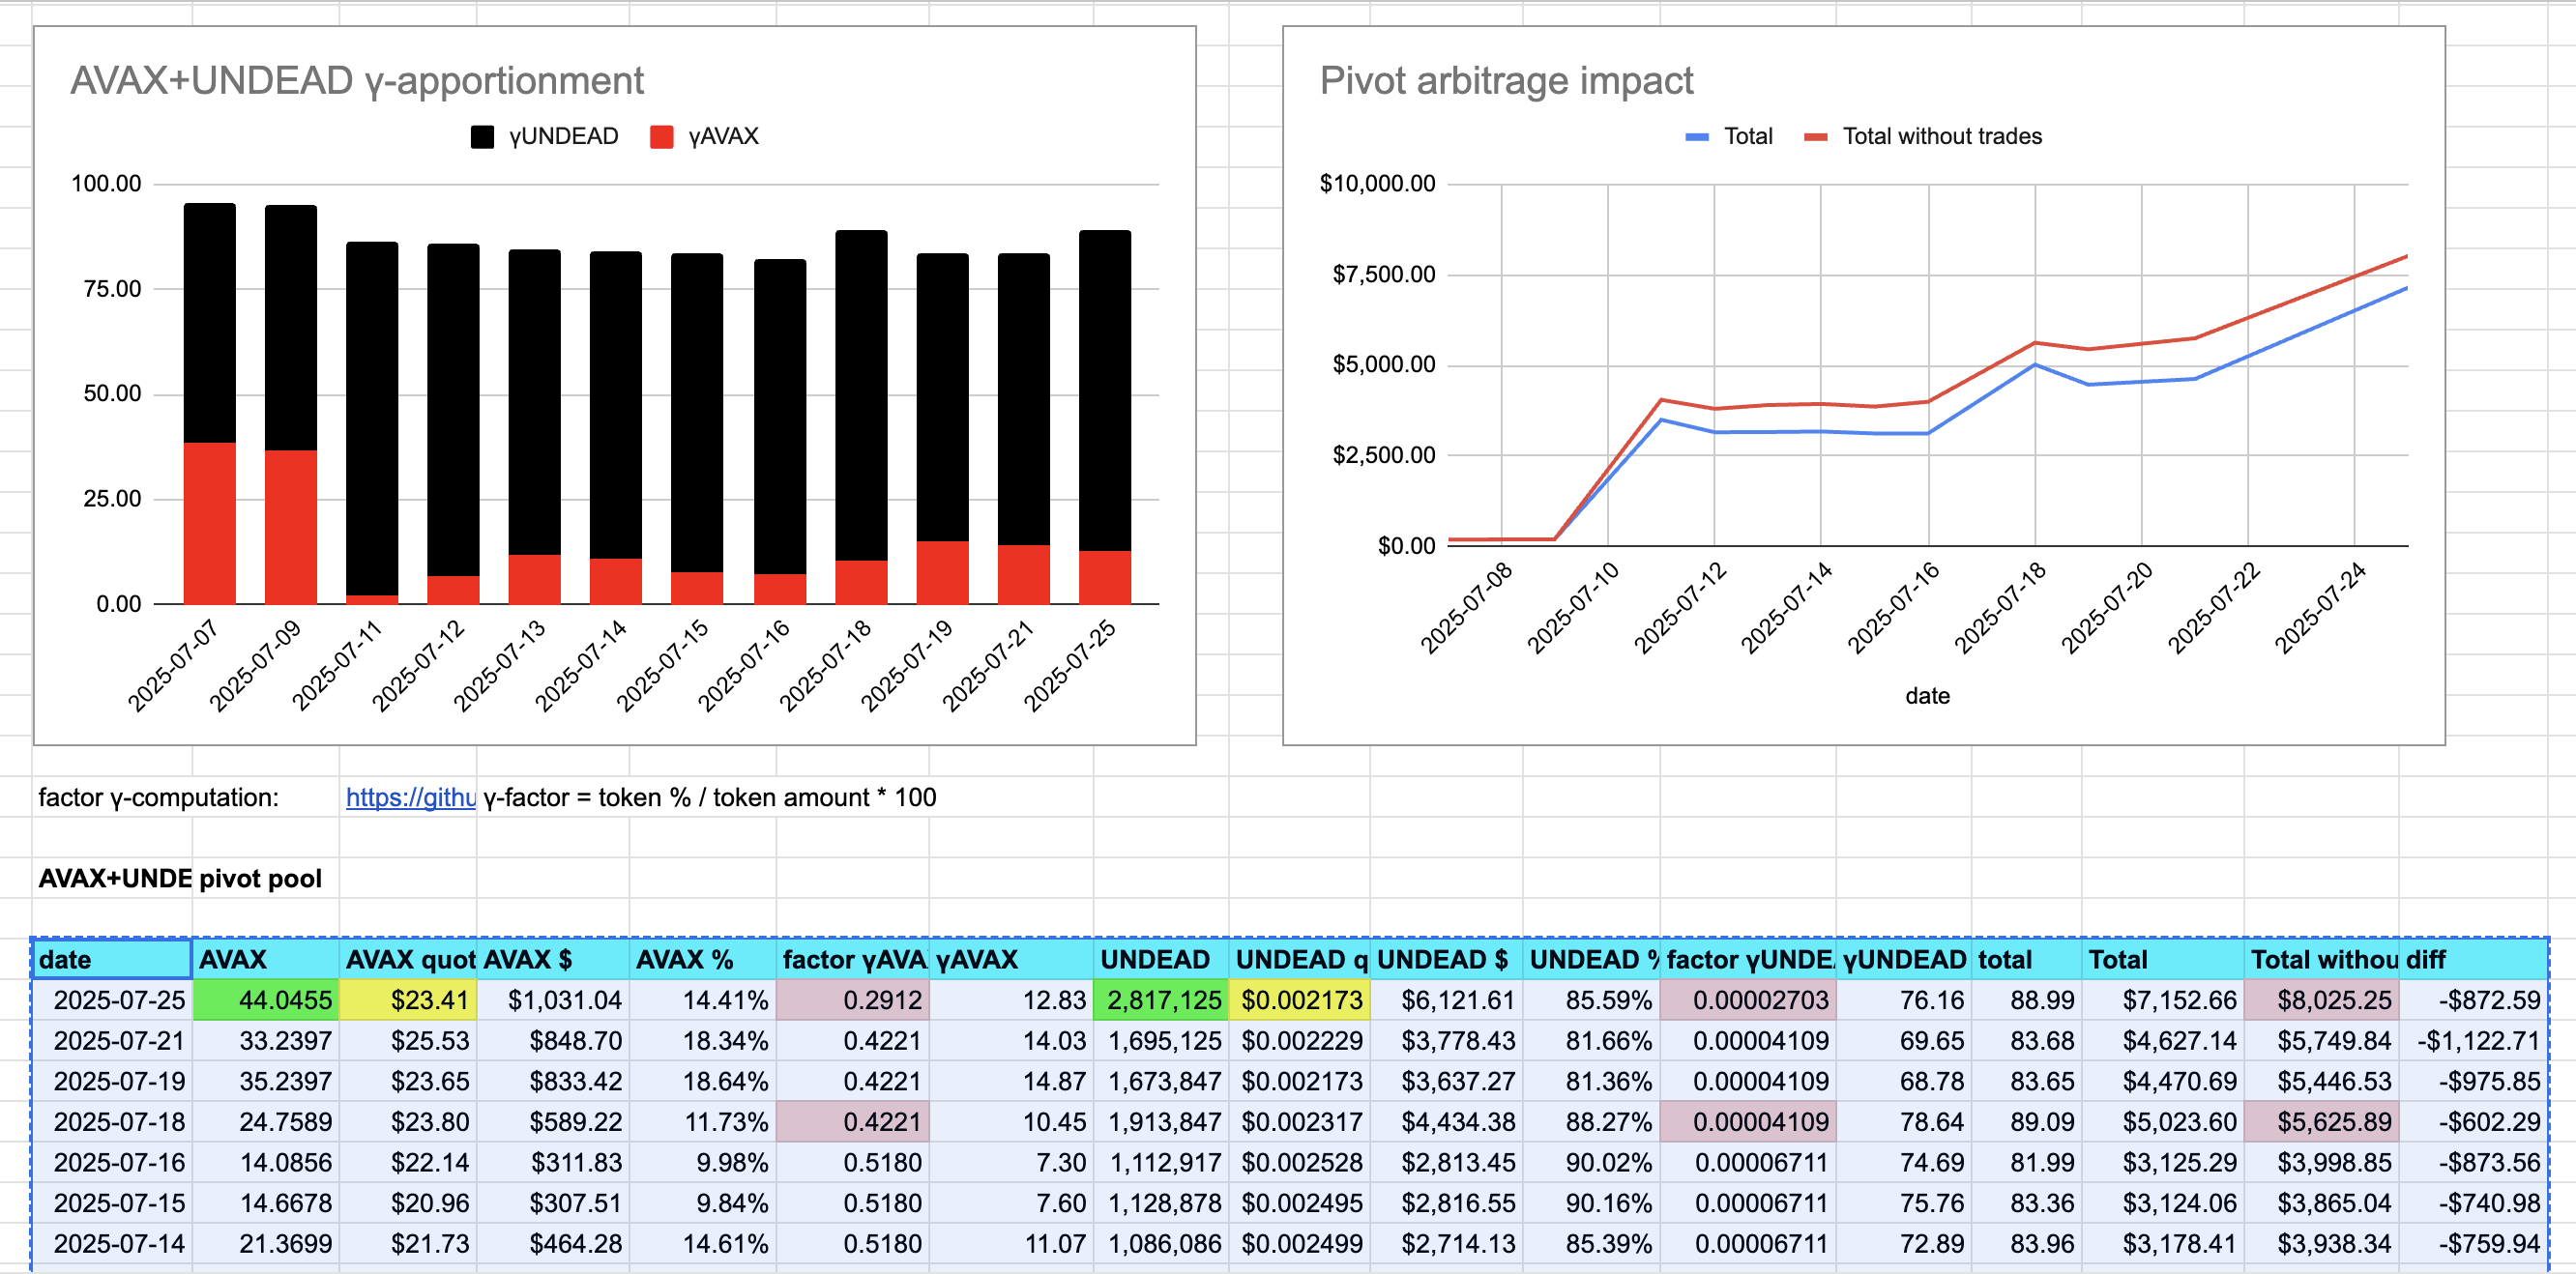 AVAX+UNDEAD γ-apportionment
γUNDEAD γAVAX
100.00
75.00
50.00
25.00
0.00
2025-07-07 2025-07-09 2025-07-11 2025-07-12 2025-07-13 2025-07-14 2025-07-15 2025-07-16 2025-07-18 2025-07-19 2025-07-21 2025-07-25
Pivot arbitrage impact
Total Total without trades
$10,000.00
$7,500.00
$5,000.00
$2,500.00
$0.00
2025-07-08 2025-07-10 2025-07-12 2025-07-14 2025-07-16 2025-07-18 2025-07-20 2025-07-22 2025-07-24
date
factor γ-computation: https://githu γ-factor = token % / token amount * 100
AVAX+UNDE pivot pool
date AVAX AVAX quot AVAX $ AVAX % factor γAVA γAVAX UNDEAD UNDEAD q UNDEAD $ UNDEAD % factor γUNDEA γUNDEAD total Total Total withou diff
2025-07-25 44.0455 $23.41 $1,031.04 14.41% 0.2912 12.83 2,817,125 $0.002173 $6,121.61 85.59% 0.00002703 76.16 88.99 $7,152.66 $8,025.25 -$872.59
2025-07-21 33.2397 $25.53 $848.70 18.34% 0.4221 14.03 1,695,125 $0.002229 $3,778.43 81.66% 0.00004109 69.65 83.68 $4,627.14 $5,749.84 -$1,122.71
2025-07-19 35.2397 $23.65 $833.42 18.64% 0.4221 14.87 1,673,847 $0.002173 $3,637.27 81.36% 0.00004109 68.78 83.65 $4,470.69 $5,446.53 -$975.85
2025-07-18 24.7589 $23.80 $589.22 11.73% 0.4221 10.45 1,913,847 $0.002317 $4,434.38 88.27% 0.00004109 78.64 89.09 $5,023.60 $5,625.89 -$602.29
2025-07-16 14.0856 $22.14 $311.83 9.98% 0.5180 7.30 1,112,917 $0.002528 $2,813.45 90.02% 0.00006711 74.69 81.99 $3,125.29 $3,998.85 -$873.56
2025-07-15 14.6678 $20.96 $307.51 9.84% 0.5180 7.60 1,128,878 $0.002495 $2,816.55 90.16% 0.00006711 75.76 83.36 $3,124.06 $3,865.04 -$740.98
2025-07-14 21.3699 $21.73 $464.28 14.61% 0.5180 11.07 1,086,086 $0.002499 $2,714.13 85.39% 0.00006711 72.89 83.96 $3,178.41 $3,938.34 -$759.94